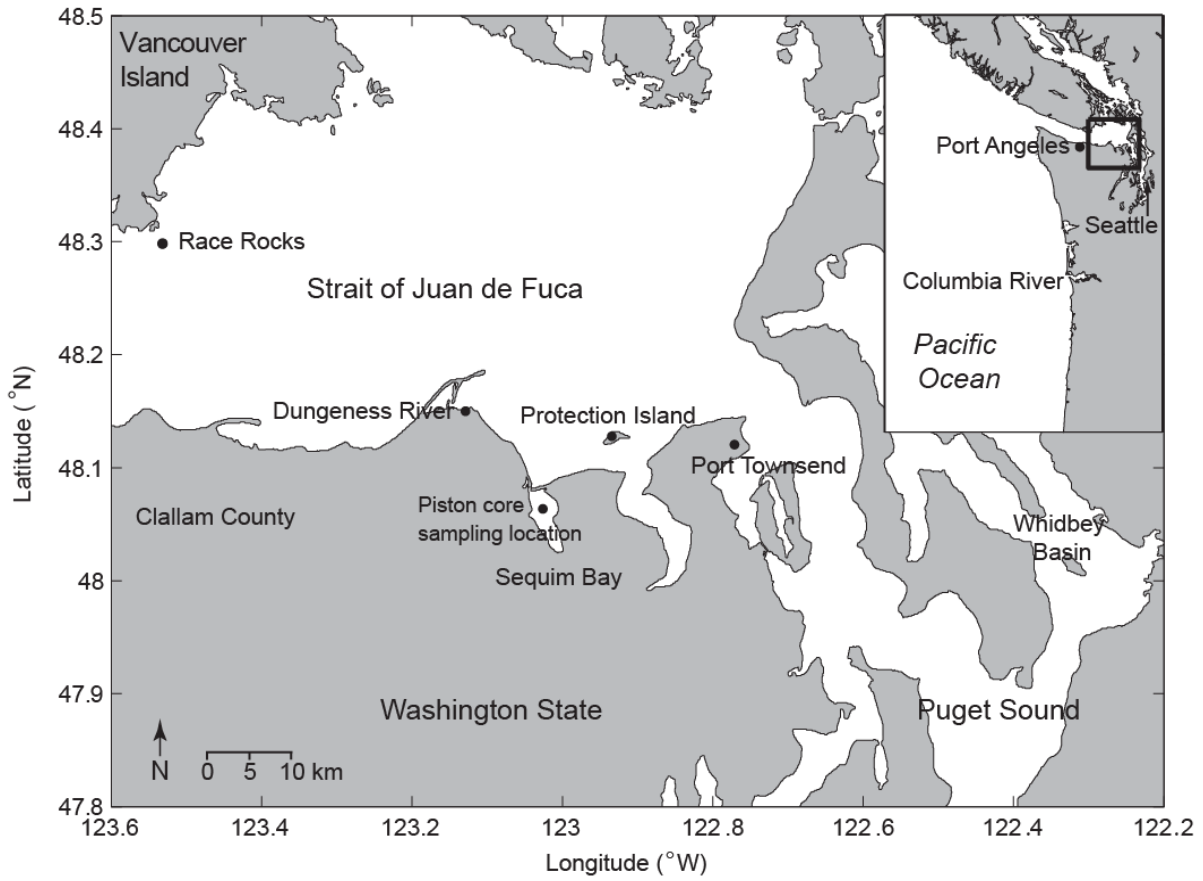 48.5
48.4
48.3
48.2
48.1
48
47.9
47.8
Latitude (°N)
123.6
123.4
123.2
123
122.8
122.6
122.4
122.2
Longitude (°W)
Vancouver
Island
Race Rocks
Strait of Juan de Fuca
Dungeness River
Protection Island
Port Townsend
Piston core
sampling location
Clallam County
Sequim Bay
Whidbey
Basin
Washington State
Puget Sound
N
0 5 10 km
Port Angeles
Seattle
Columbia River
Pacific
Ocean